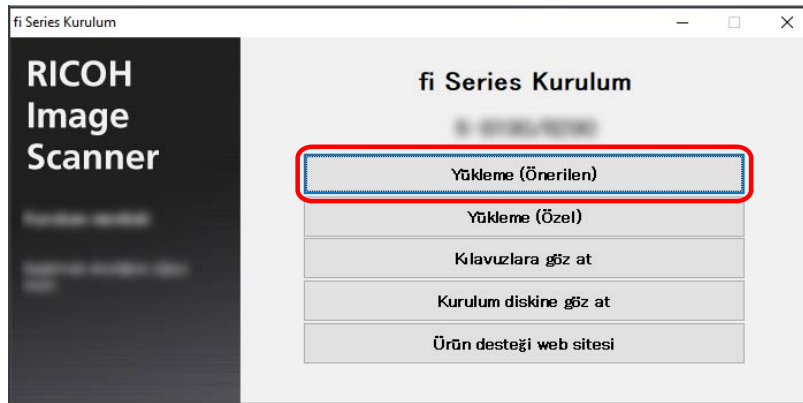 fi Series Kurulum
RICOH
Image
Scanner
fi Series Kurulum
Yükleme (Önerilen)
Yükleme (Özel)
Kılavuzlara göz at
Kurulum diskine göz at
Ürün desteği web sitesi